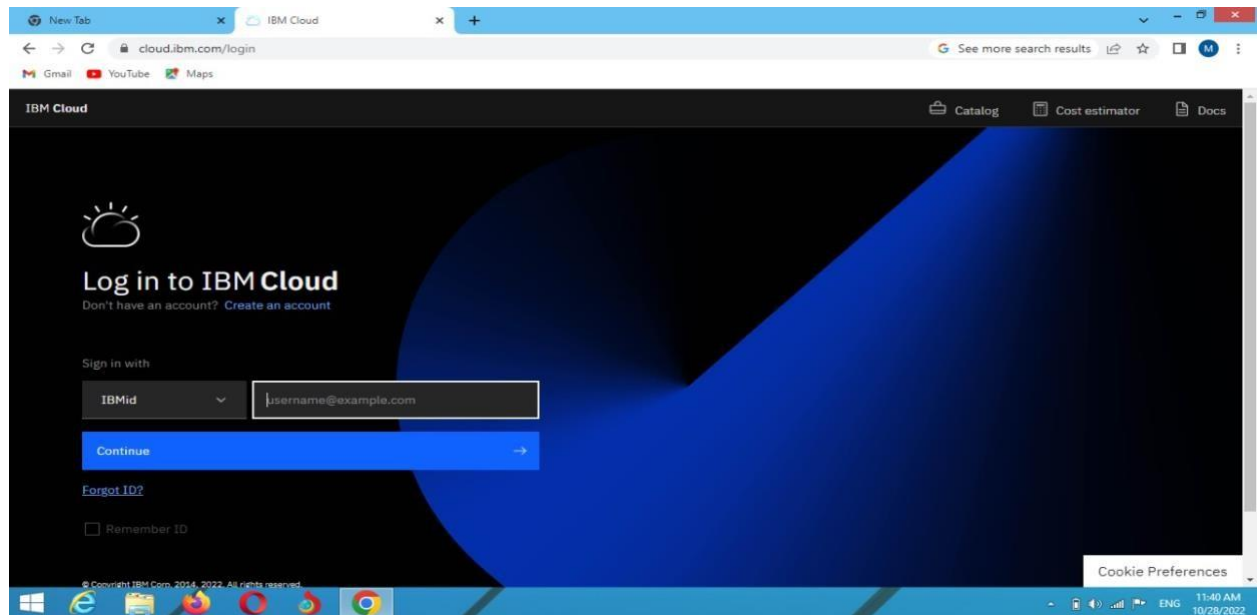 New Tab
IBM Cloud
cloud.ibm.com/login
G See more search results
M
Gmail
YouTube
Maps
IBM Cloud
Catalog
Cost estimator
Docs
Log in to IBM Cloud
Don't have an account? Create an account
Sign in with
IBMid
username@example.com
Continue
Forgot ID?
Remember ID
© Copyright IBM Corp. 2014, 2022. All rights reserved.
Cookie Preferences
ENG
11:40 AM
10/28/2022